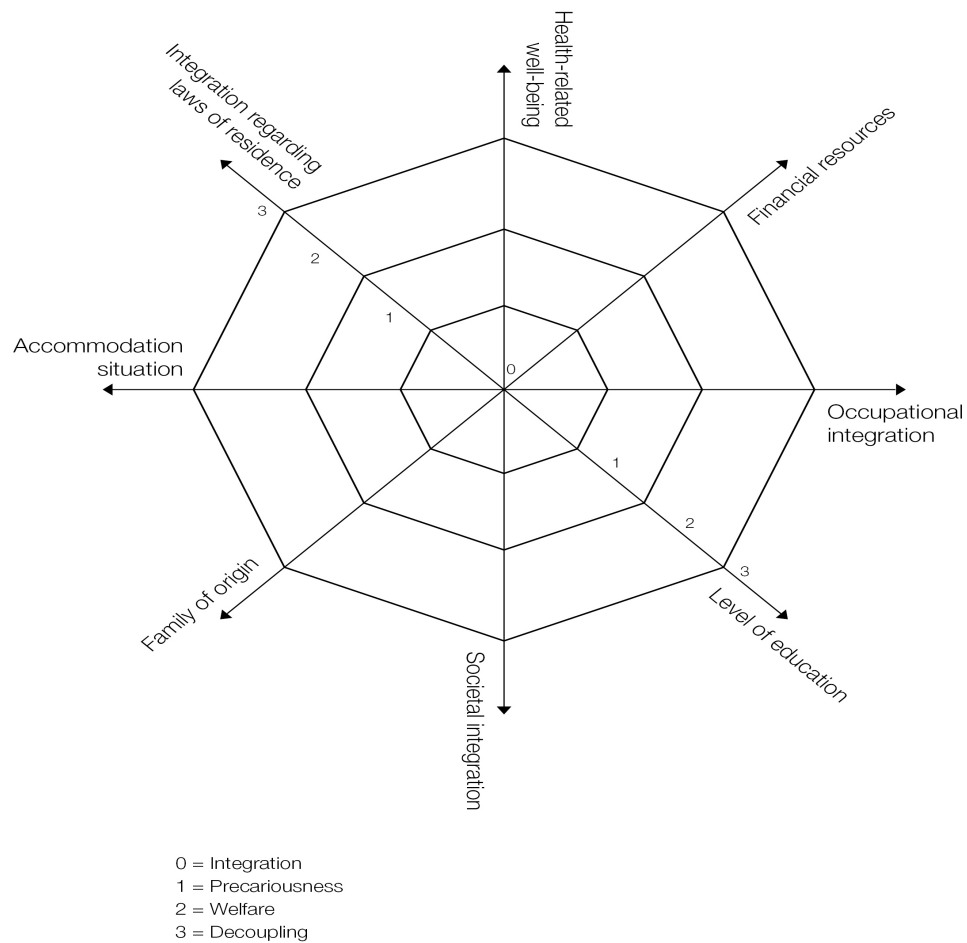 Health-related
well-being
Integration regarding
laws of residence
Financial resources
3
2
1
0
Accommodation
situation
Occupational
integration
1
2
3
Family of origin
Level of education
Societal integration
0 = Integration
1 = Precariousness
2 = Welfare
3 = Decoupling